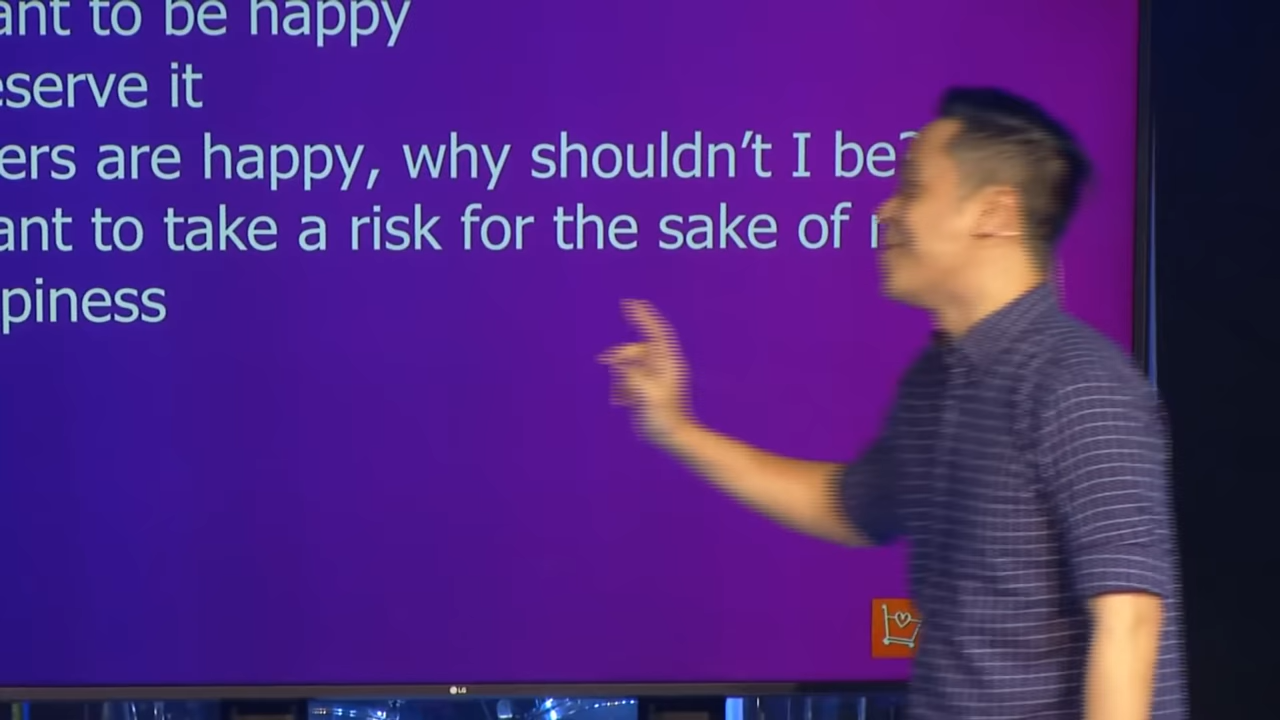 ant to be happy
eserve it
ers are happy, why shouldn't I be?
ant to take a risk for the sake of
piness
LG